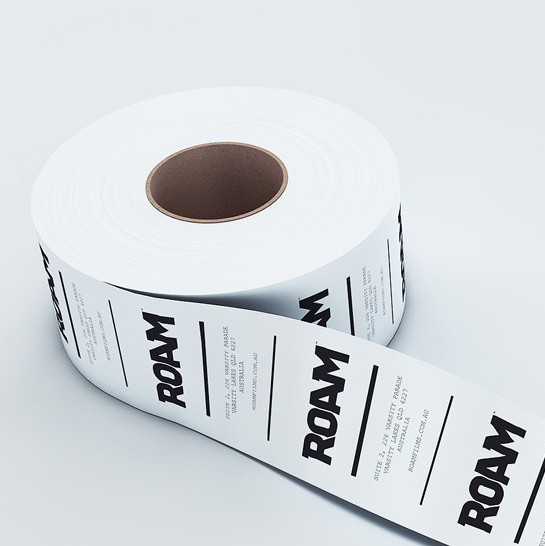 ROAM
SUITE 2, 226 VARSITY PARADE
VARSITY LAKES QLD 4227
AUSTRALIA
ROAMFILMS.COM.AU
ROAM
SUITE 2, 226 VARSITY PARADE
VARSITY LAKES QLD 4227
AUSTRALIA
ROAMFILMS.COM.AU
ROAM